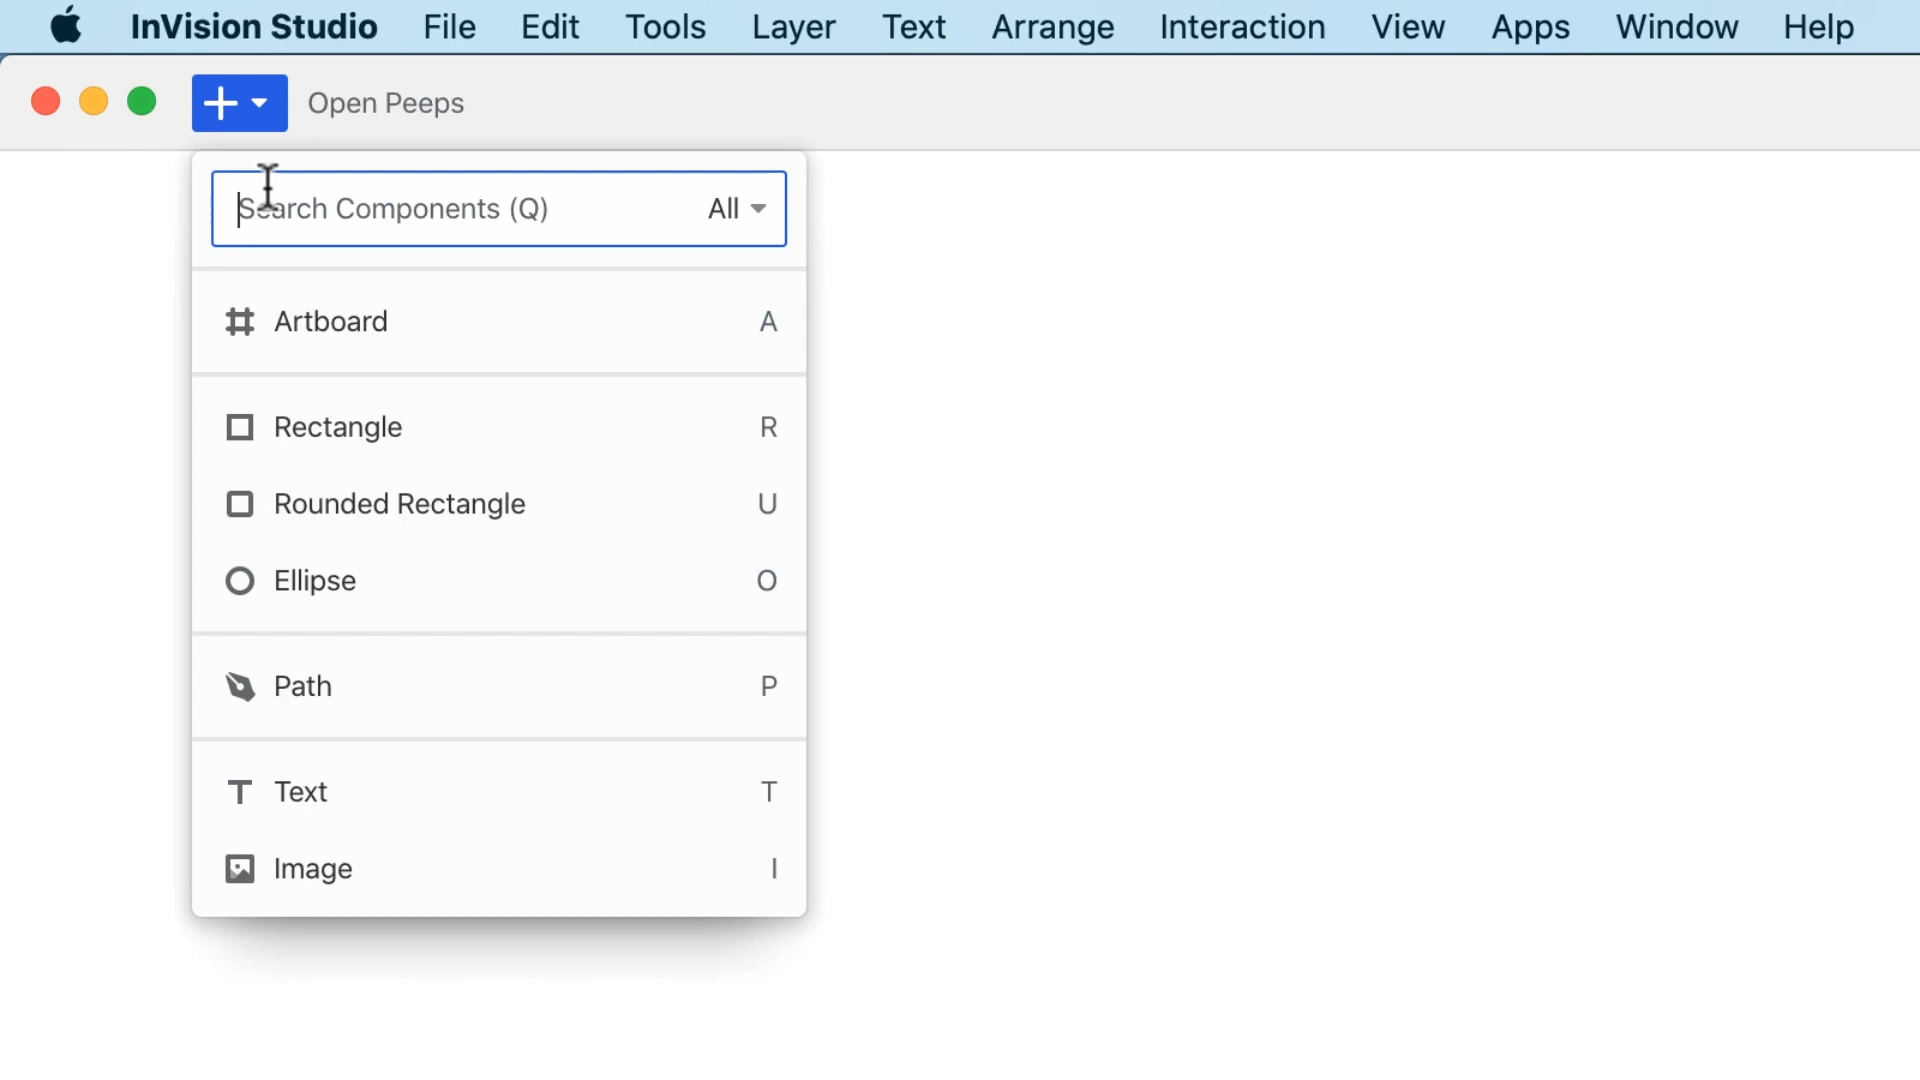 InVision Studio File Edit Tools Layer Text Arrange Interaction View Apps Window Help
Open Peeps
Search Components (Q) All
Artboard A
Rectangle R
Rounded Rectangle U
Ellipse O
Path P
Text T
Image I